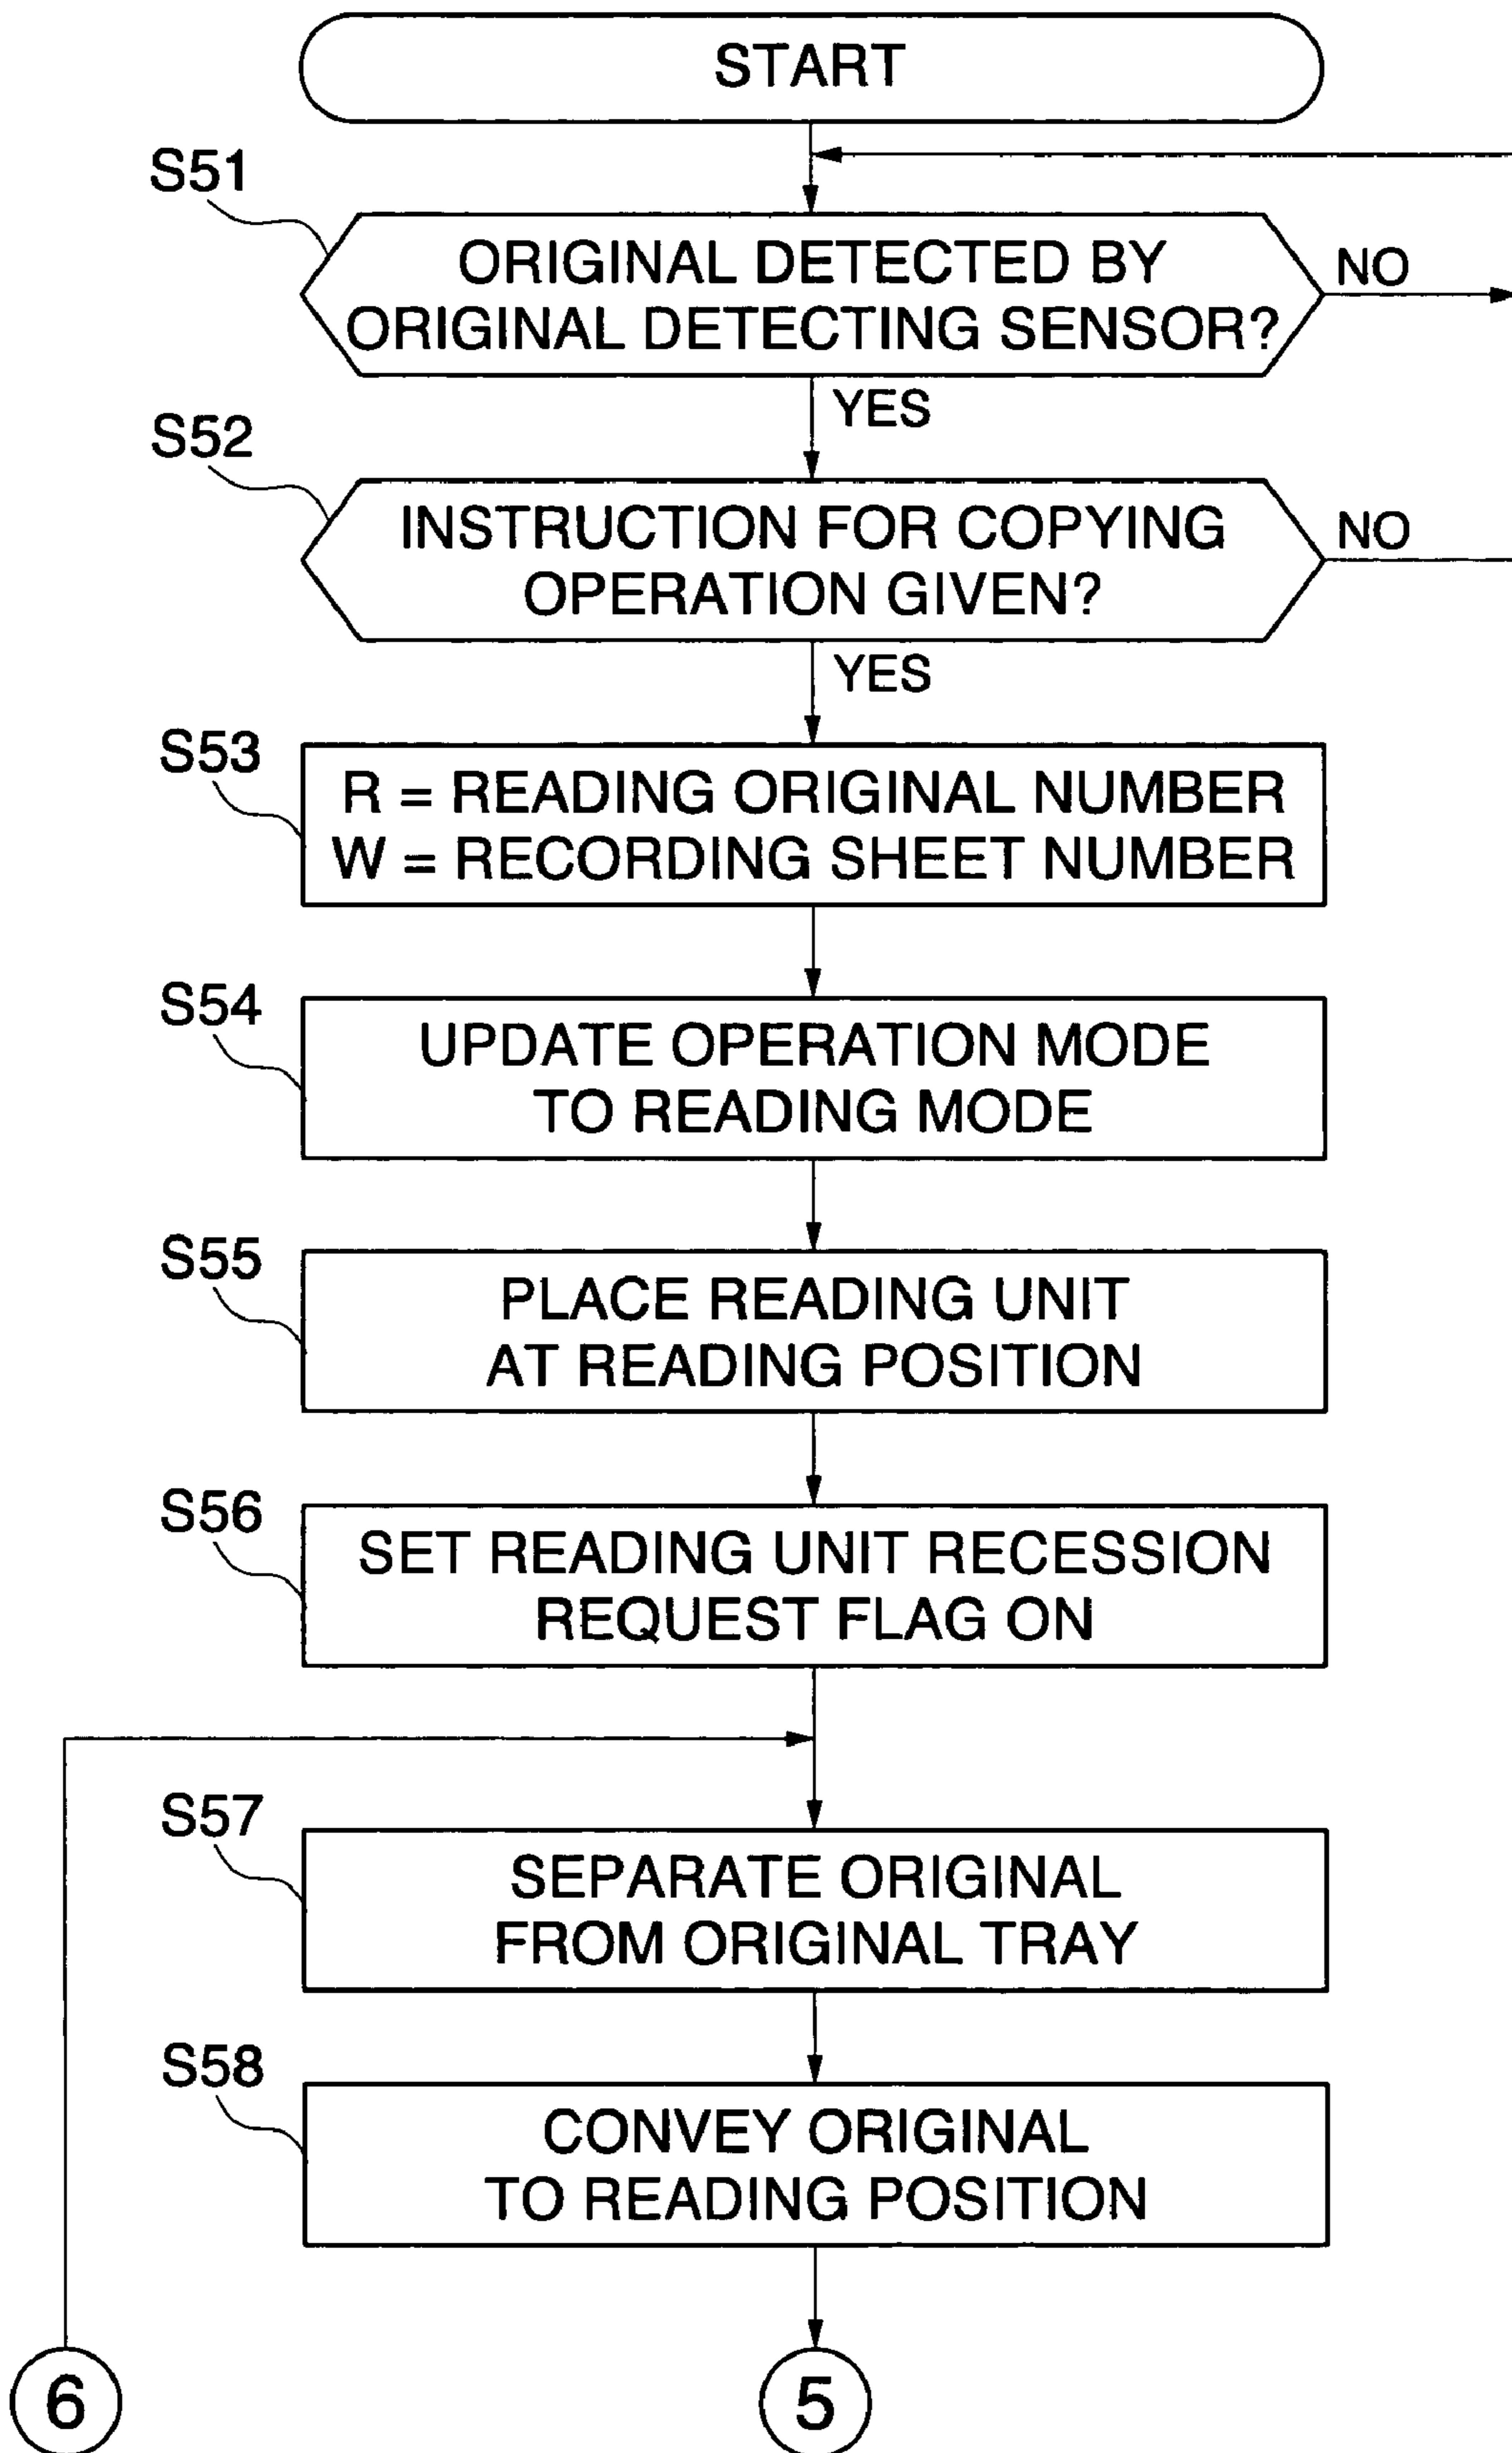 START
S51
ORIGINAL DETECTED BY
ORIGINAL DETECTING SENSOR?
NO
YES
S52
INSTRUCTION FOR COPYING
OPERATION GIVEN?
NO
YES
S53
R = READING ORIGINAL NUMBER
W = RECORDING SHEET NUMBER
S54
UPDATE OPERATION MODE
TO READING MODE
S55
PLACE READING UNIT
AT READING POSITION
S56
SET READING UNIT RECESSION
REQUEST FLAG ON
S57
SEPARATE ORIGINAL
FROM ORIGINAL TRAY
S58
CONVEY ORIGINAL
TO READING POSITION
6
5